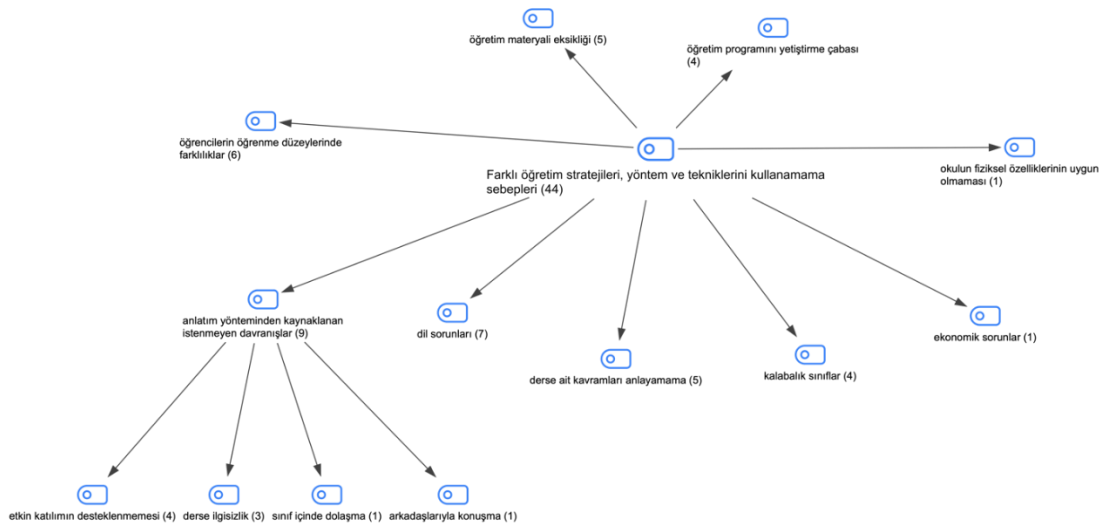 öğretim materyali eksikliği (5)
öğretim programını yetiştirme çabası
(4)
öğrencilerin öğrenme düzeylerinde
farklılıklar (6)
okulun fiziksel özelliklerinin uygun
olmaması (1)
Farklı öğretim stratejileri, yöntem ve tekniklerini kullanamama
sebepleri (44)
anlatım yönteminden kaynaklanan
istenmeyen davranışlar (9)
dil sorunları (7)
derse ait kavramları anlayamama (5)
kalabalık sınıflar (4)
ekonomik sorunlar (1)
etkin katılımın desteklenmemesi (4)
derse ilgisizlik (3)
sınıf içinde dolaşma (1)
arkadaşlarıyla konuşma (1)